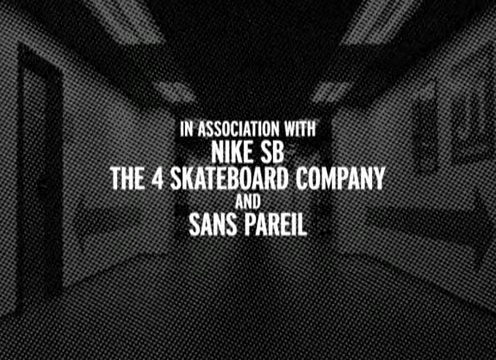 IN ASSOCIATION WITH
NIKE SB
THE 4 SKATEBOARD COMPANY
AND
SANS PAREIL